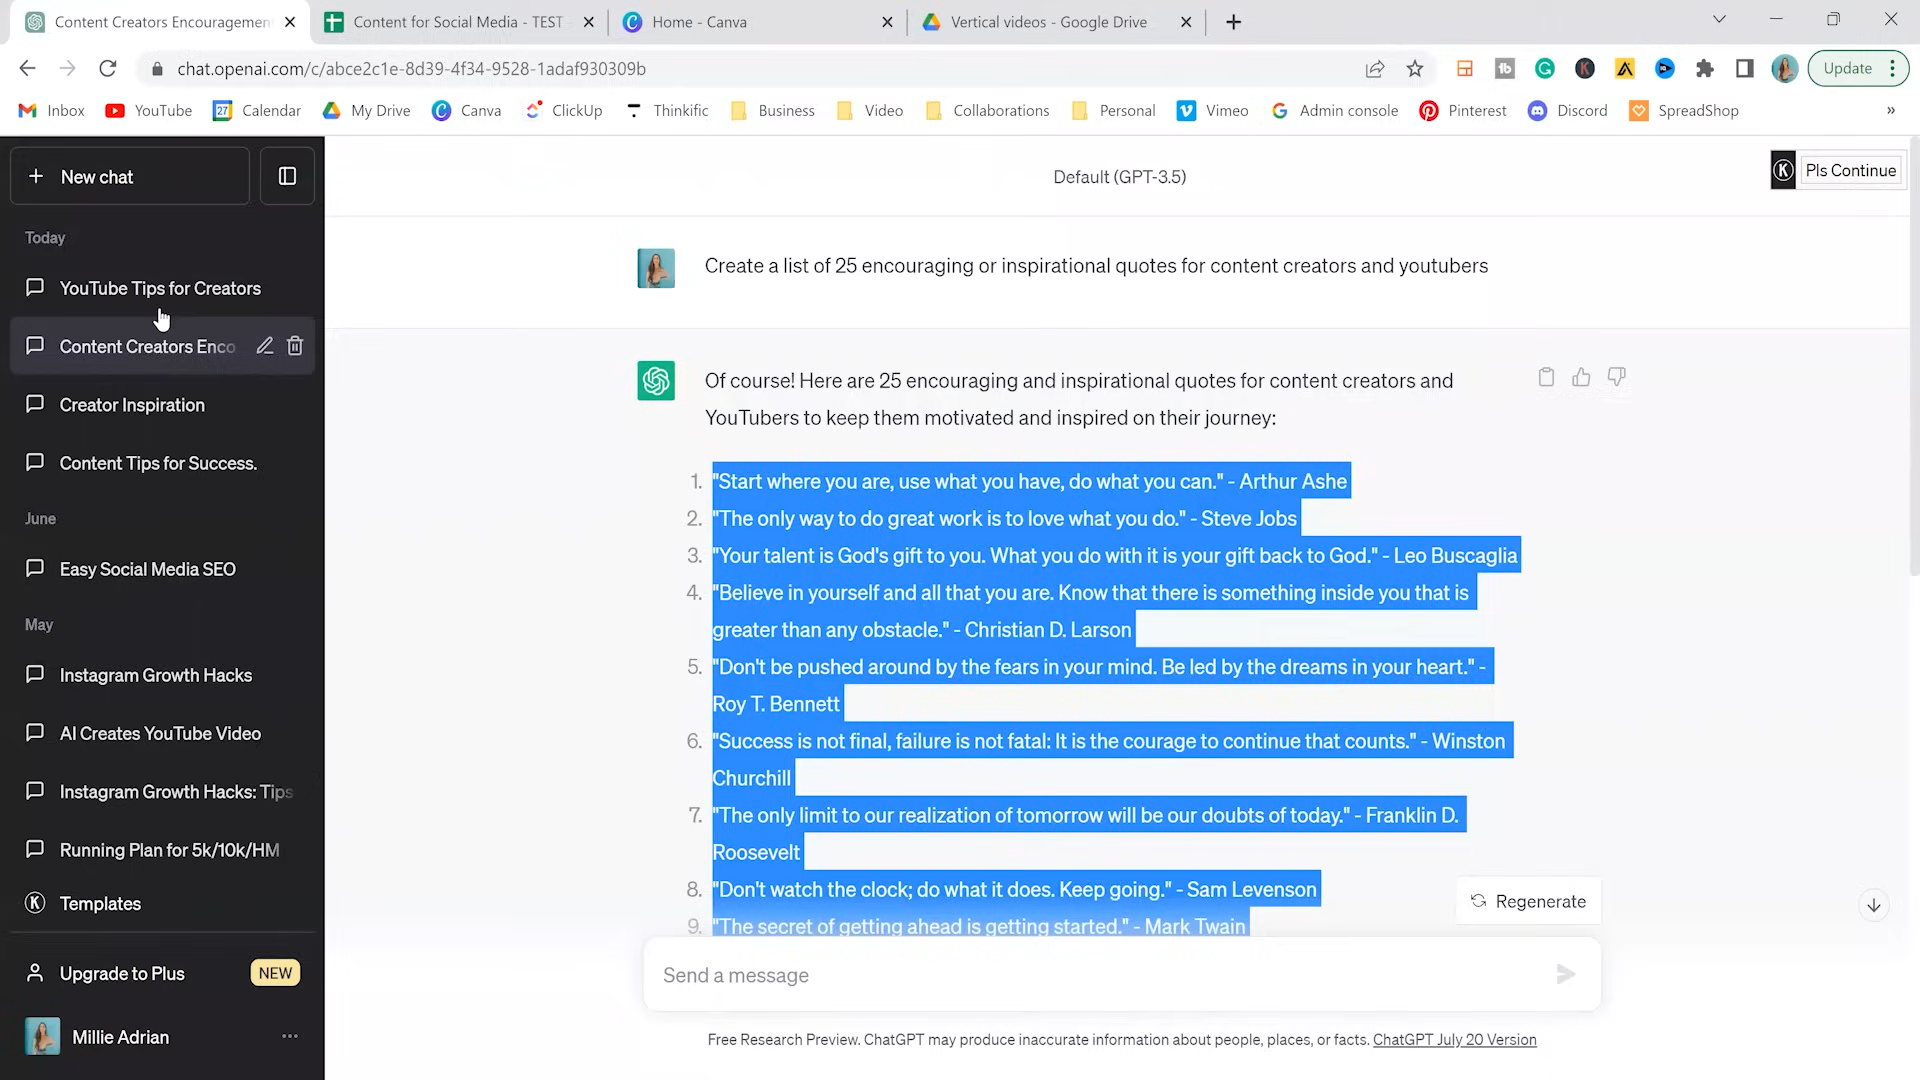 Content Creators Encouragemen
Content for Social Media - TEST
Home - Canva
Vertical videos - Google Drive
chat.openai.com/c/abce2c1e-8d39-4f34-9528-1adaf930309b
Update
Inbox
YouTube
Calendar
My Drive
Canva
ClickUp
Thinkific
Business
Video
Collaborations
Personal
Vimeo
Admin console
Pinterest
Discord
SpreadShop
»
+ New chat
Today
YouTube Tips for Creators
Content Creators Enco
Creator Inspiration
Content Tips for Success.
June
Easy Social Media SEO
May
Instagram Growth Hacks
AI Creates YouTube Video
Instagram Growth Hacks: Tips
Running Plan for 5k/10k/HM
Templates
Upgrade to Plus
NEW
Millie Adrian
Default (GPT-3.5)
Pls Continue
Create a list of 25 encouraging or inspirational quotes for content creators and youtubers
Of course! Here are 25 encouraging and inspirational quotes for content creators and
YouTubers to keep them motivated and inspired on their journey:
1. "Start where you are, use what you have, do what you can." - Arthur Ashe
2. "The only way to do great work is to love what you do." - Steve Jobs
3. "Your talent is God's gift to you. What you do with it is your gift back to God." - Leo Buscaglia
4. "Believe in yourself and all that you are. Know that there is something inside you that is
greater than any obstacle." - Christian D. Larson
5. "Don't be pushed around by the fears in your mind. Be led by the dreams in your heart." -
Roy T. Bennett
6. "Success is not final, failure is not fatal: It is the courage to continue that counts." - Winston
Churchill
7. "The only limit to our realization of tomorrow will be our doubts of today." - Franklin D.
Roosevelt
8. "Don't watch the clock; do what it does. Keep going." - Sam Levenson
9. "The secret of getting ahead is getting started." - Mark Twain
Regenerate
Send a message
Free Research Preview. ChatGPT may produce inaccurate information about people, places, or facts. ChatGPT July 20 Version